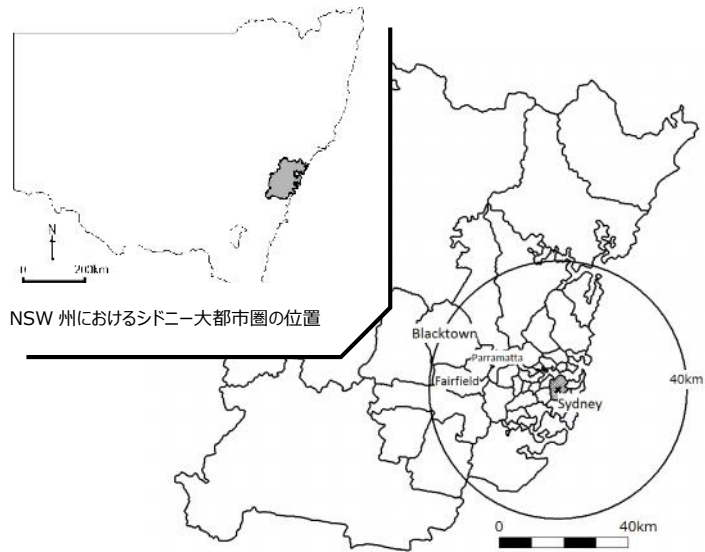 N
0 200km
NSW 州におけるシドニー大都市圏の位置
Blacktown
Parramatta
Fairfield
40km
Sydney
0 40km